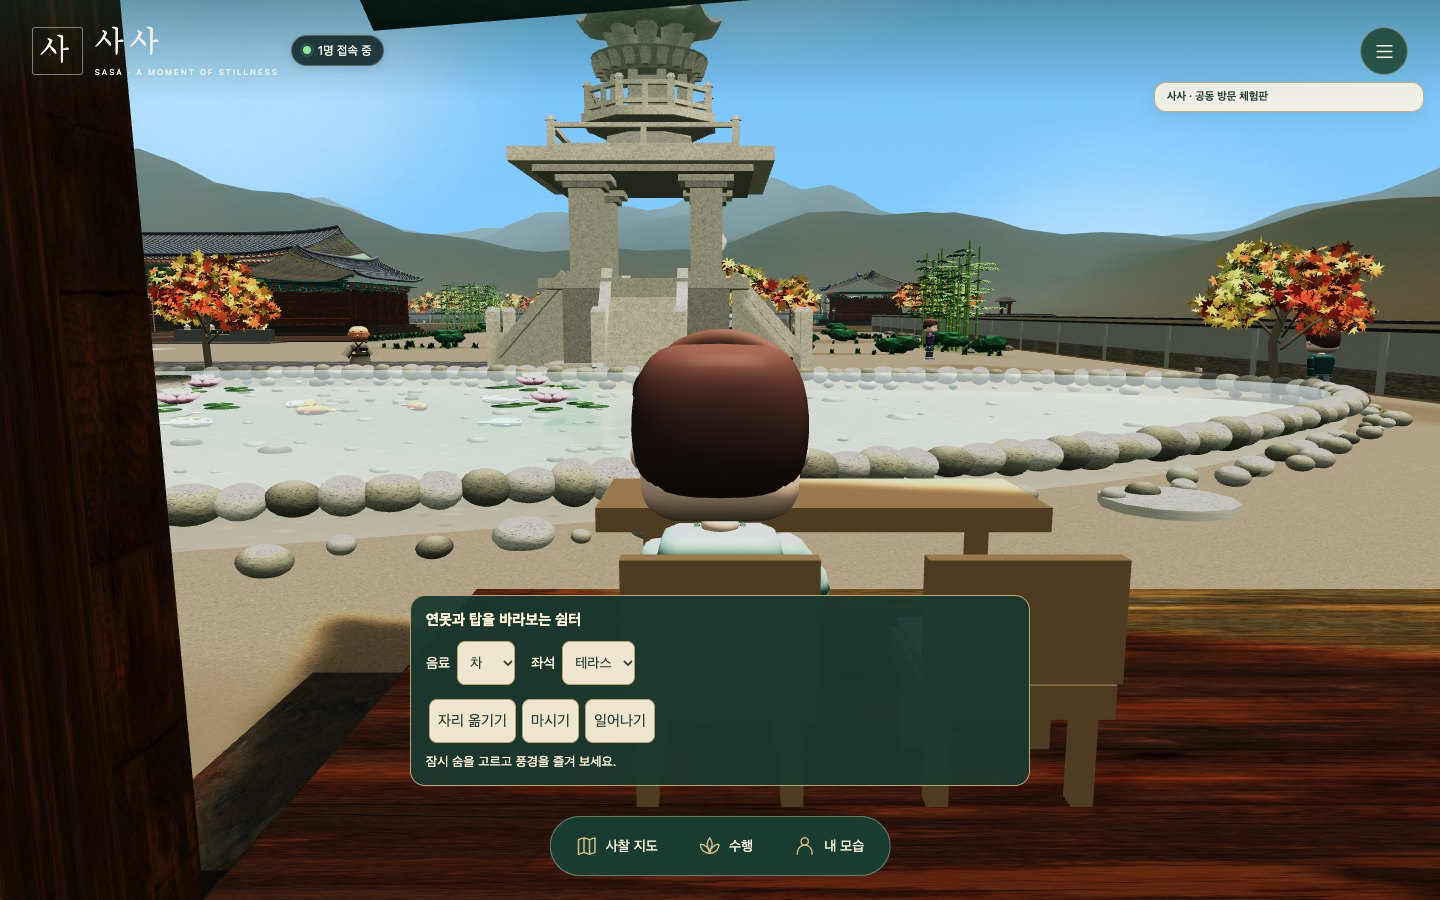 사
사사
SASA · A MOMENT OF STILLNESS
1명 접속 중
사사 · 공동 방문 체험판
연못과 탑을 바라보는 쉼터
음료 차 좌석 테라스
자리 옮기기 마시기 일어나기
잠시 숨을 고르고 풍경을 즐겨 보세요.
사찰 지도 수행 내 모습